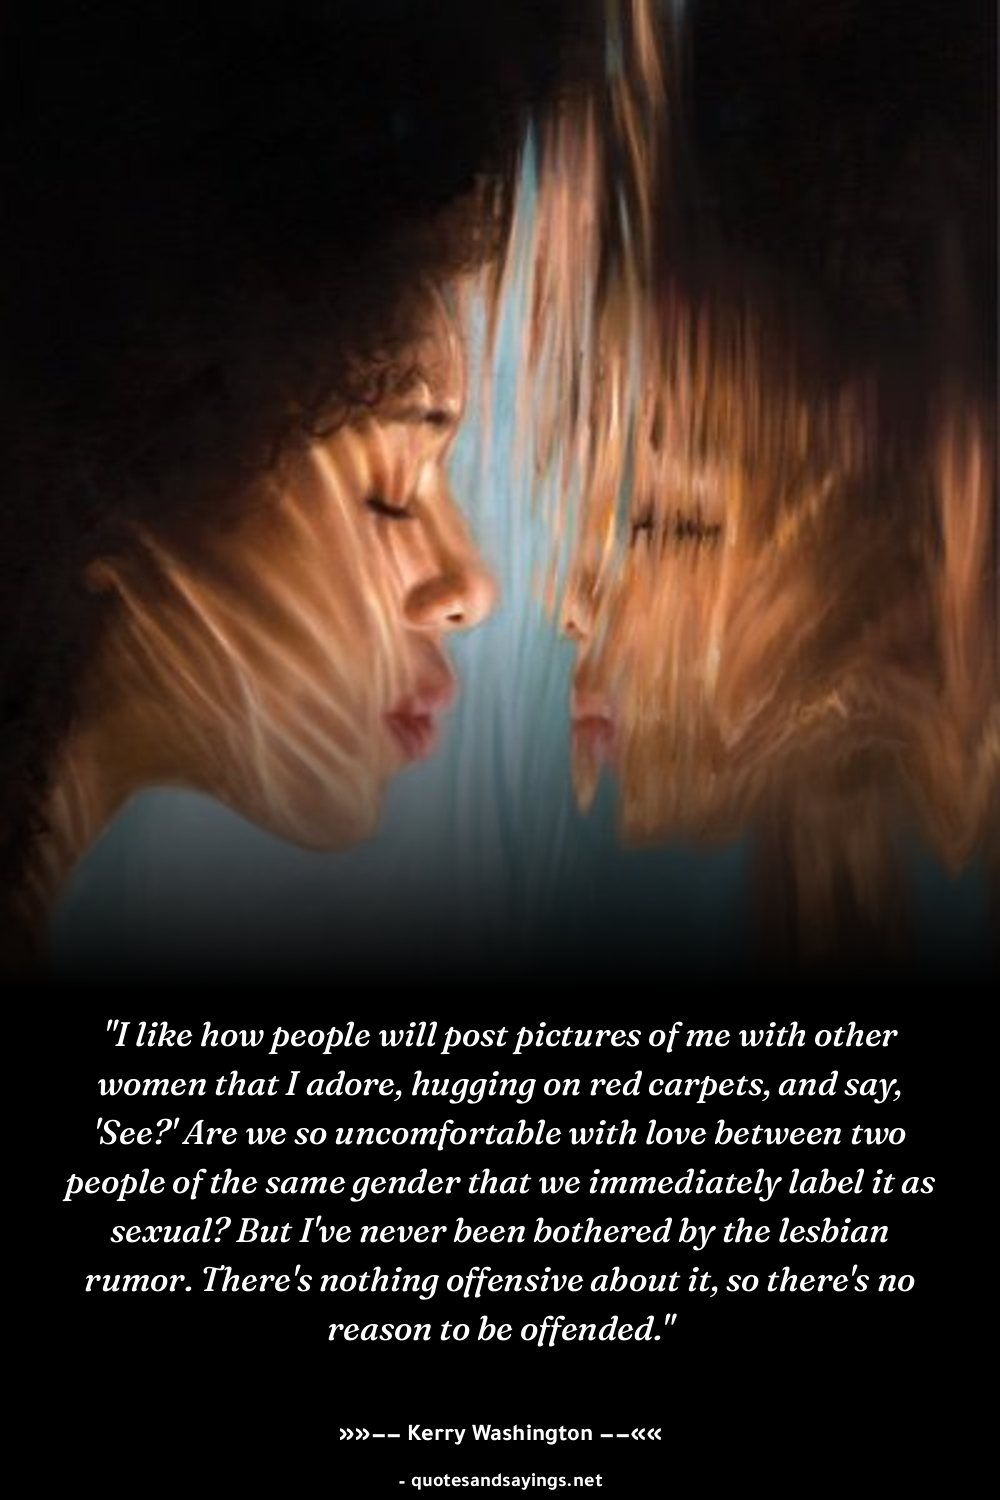 "I like how people will post pictures of me with other
women that I adore, hugging on red carpets, and say,
'See?' Are we so uncomfortable with love between two
people of the same gender that we immediately label it as
sexual? But I've never been bothered by the lesbian
rumor. There's nothing offensive about it, so there's no
reason to be offended."
»»–– Kerry Washington ––««
- quotesandsayings.net